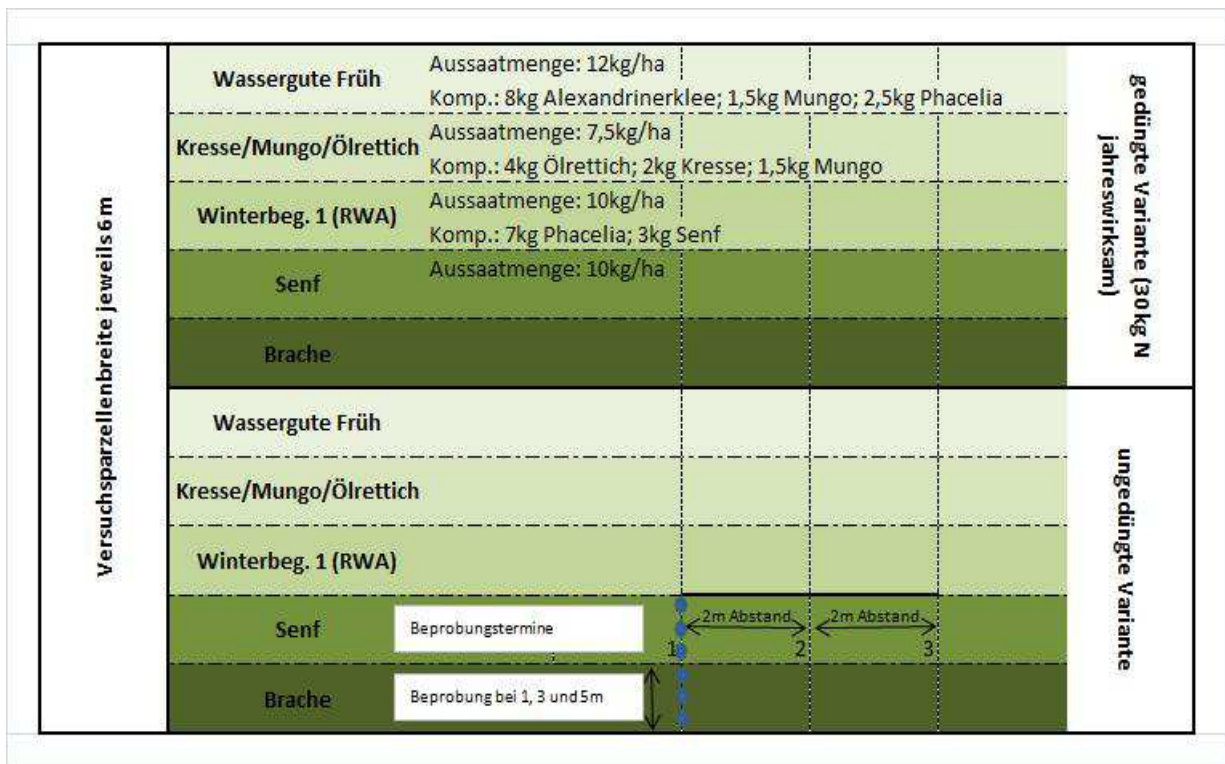 Versuchsparzellenbreite jeweils 6 m
Wassergute Früh
Aussaatmenge: 12kg/ha
Komp.: 8kg Alexandrinerklee; 1,5kg Mungo; 2,5kg Phacelia
Kresse/Mungo/Ölrettich
Aussaatmenge: 7,5kg/ha
Komp.: 4kg Ölrettich; 2kg Kresse; 1,5kg Mungo
Winterbeg. 1 (RWA)
Aussaatmenge: 10kg/ha
Komp.: 7kg Phacelia; 3kg Senf
Senf
Aussaatmenge: 10kg/ha
Brache
gedüngte Variante (30 kg N
jahreswirksam)
Wassergute Früh
Kresse/Mungo/Ölrettich
Winterbeg. 1 (RWA)
Senf
Beprobungstermine
2m Abstand
2m Abstand
1
2
3
Brache
Beprobung bei 1, 3 und 5m
ungedüngte Variante